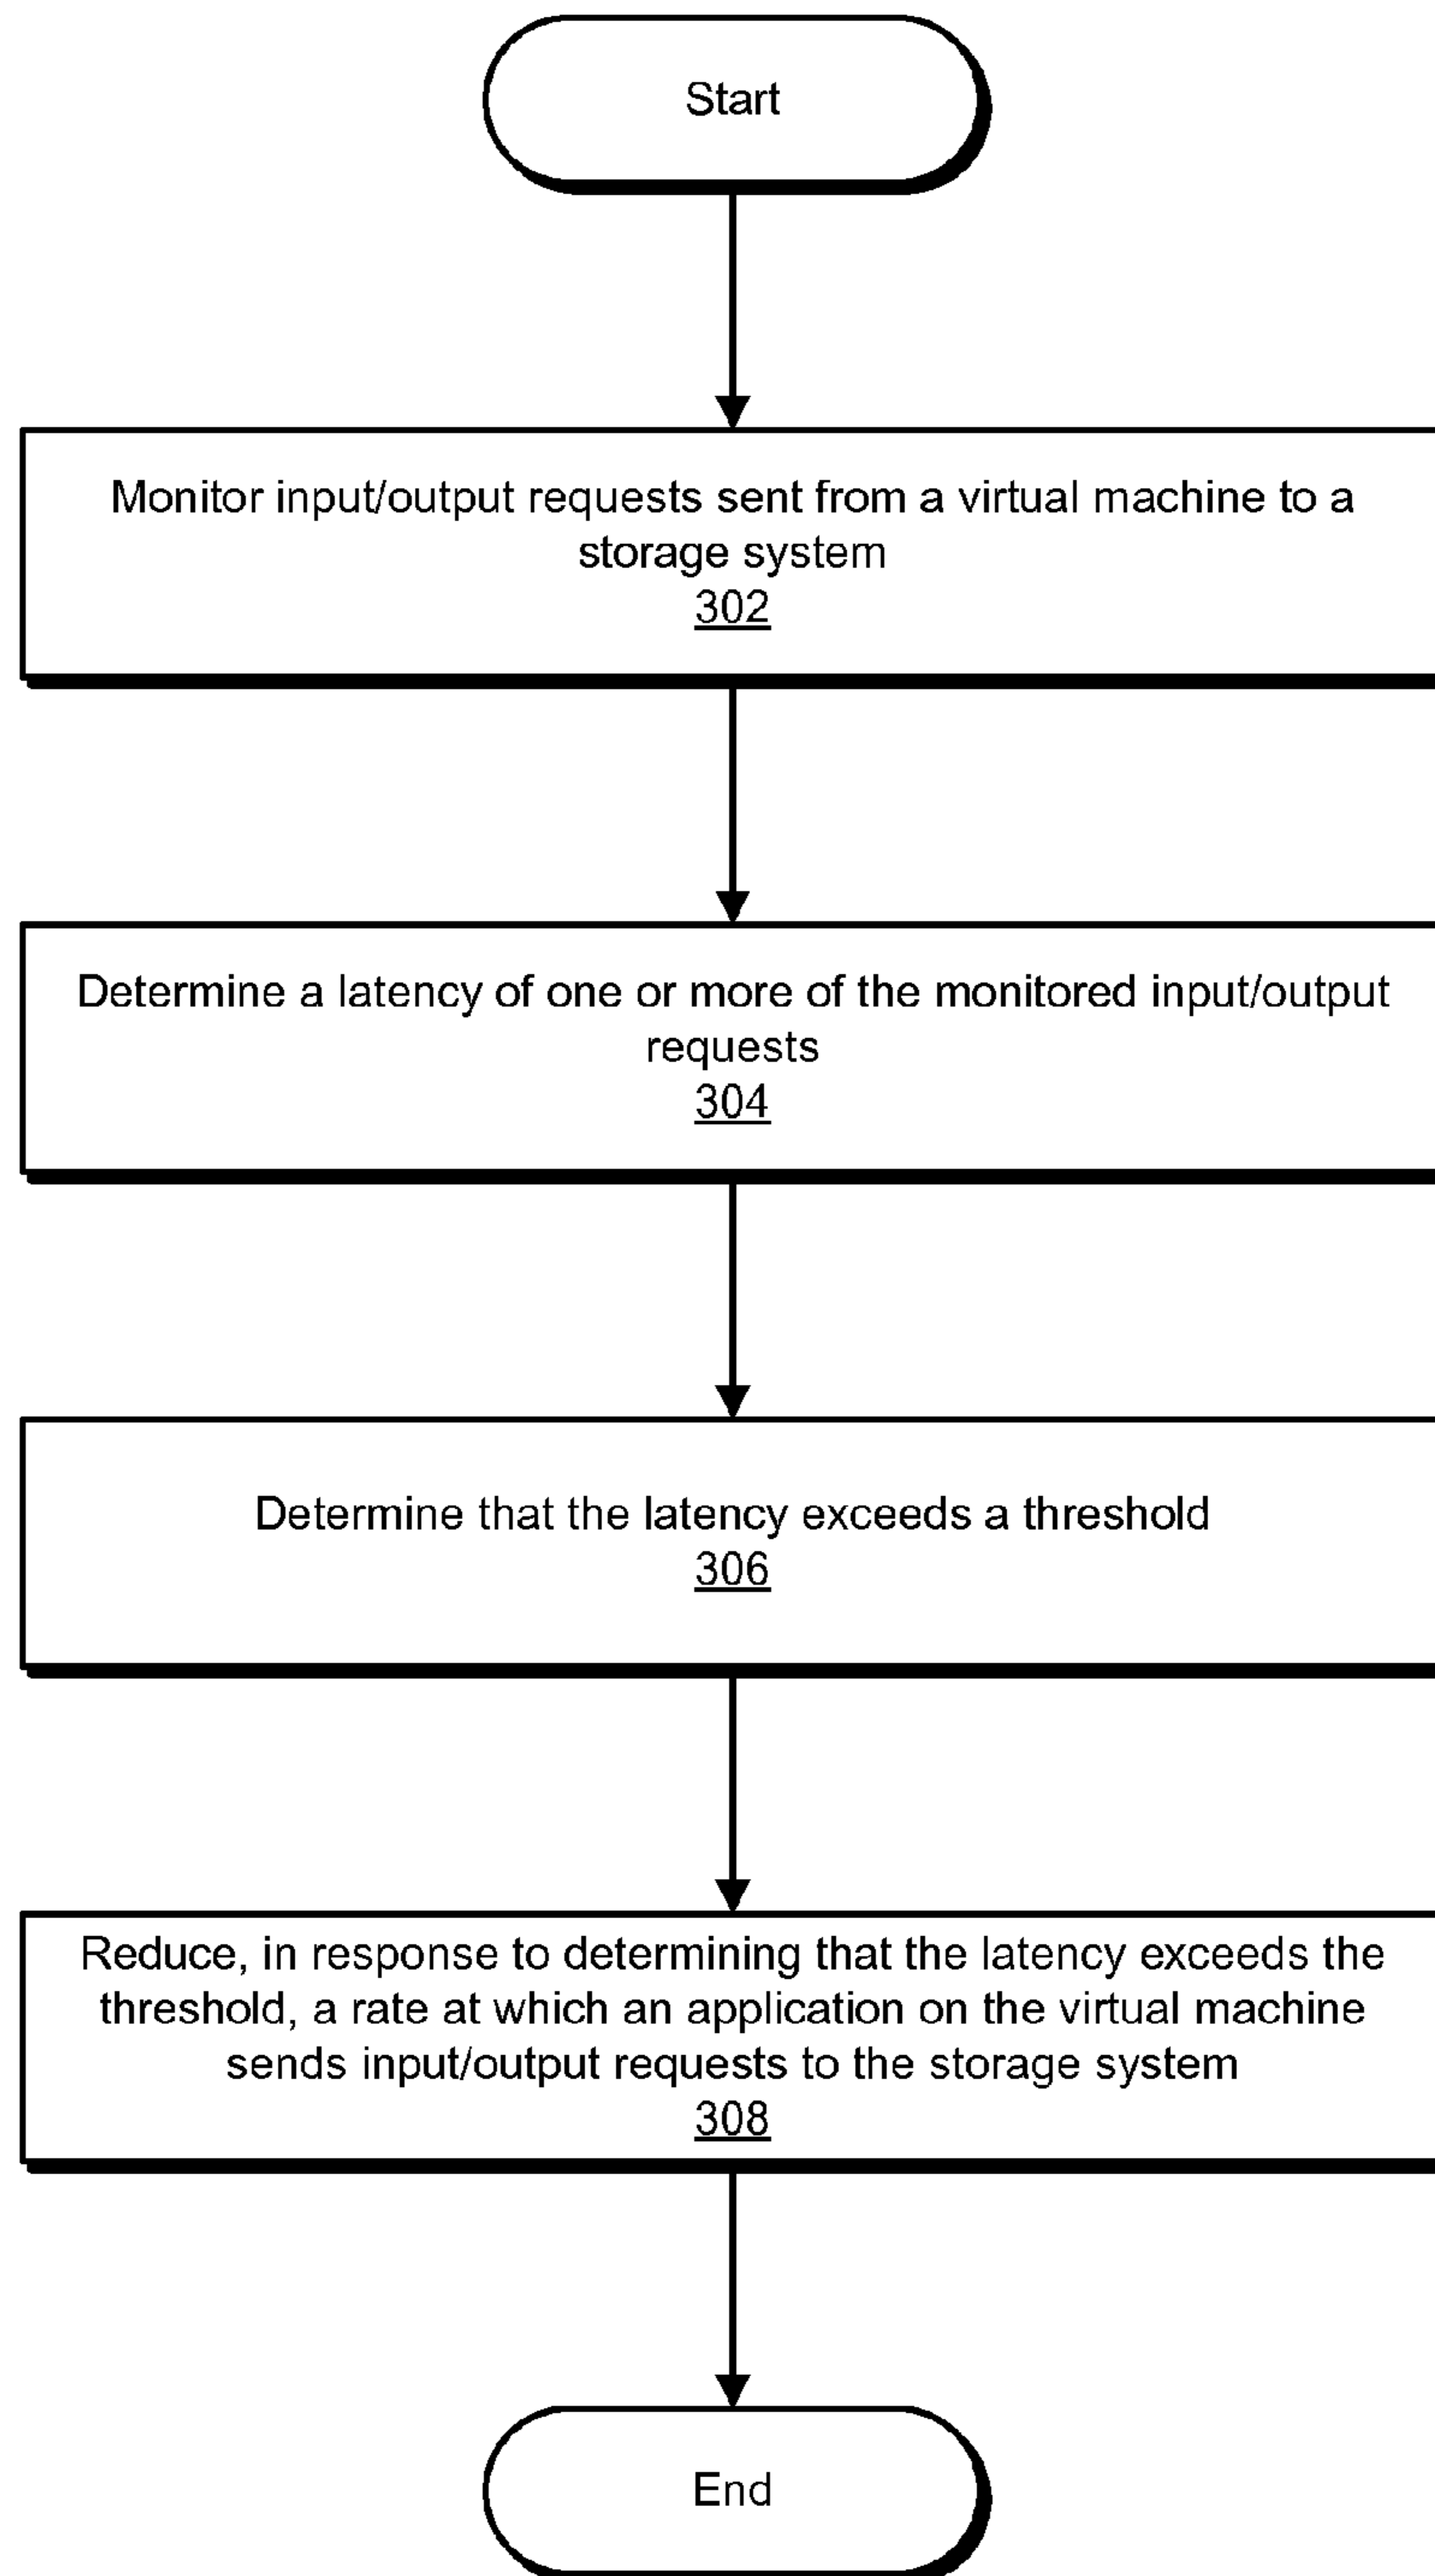 Start
Monitor input/output requests sent from a virtual machine to a
storage system
302
Determine a latency of one or more of the monitored input/output
requests
304
Determine that the latency exceeds a threshold
306
Reduce, in response to determining that the latency exceeds the
threshold, a rate at which an application on the virtual machine
sends input/output requests to the storage system
308
End